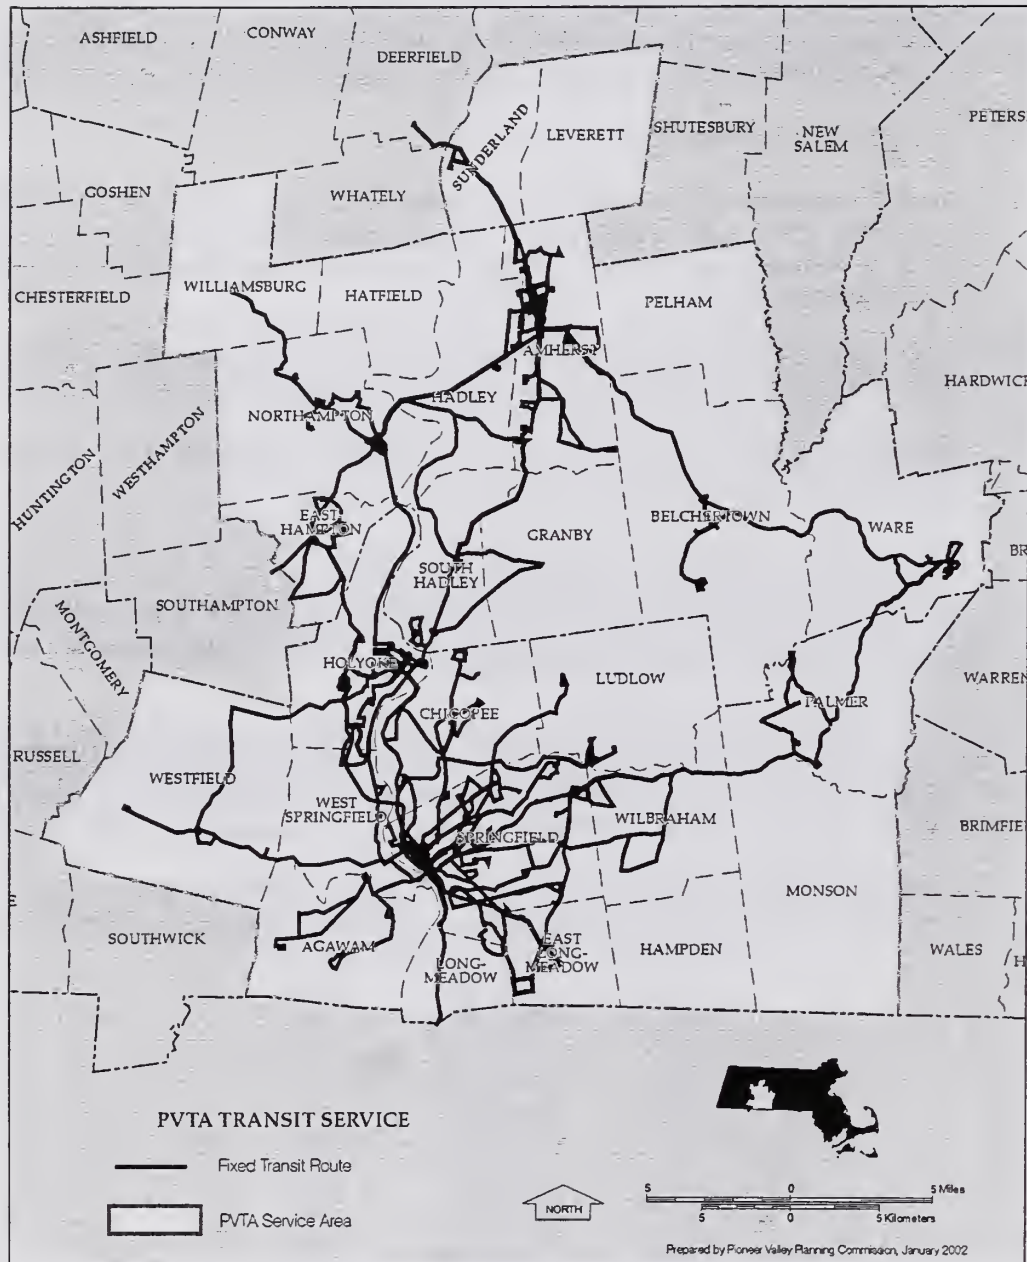 ASHFIELD
CONWAY
DEERFIELD
SUNDERLAND
LEVERETT
SHUTESBURY
NEW
SALEM
PETERS
GOSHEN
WHATELY
CHESTERFIELD
WILLIAMSBURG
HATFIELD
PELHAM
AMHERST
HARDWICK
HADLEY
NORTHAMPTON
WESTHAMPTON
HUNTINGTON
EAST-
HAMPTON
BELCHERTOWN
WARE
GRANBY
BR
SOUTH
HADLEY
SOUTHAMPTON
MONTGOMERY
HOLYOKE
LUDLOW
WARREN
CHICOPEE
PALMER
RUSSELL
WESTFIELD
WEST
SPRINGFIELD
SPRINGFIELD
WILBRAHAM
BRIMFIEL
MONSON
E
SOUTHWICK
AGAWAM
LONG-
MEADOW
EAST
LONG-
MEADOW
HAMPDEN
WALES
H
PVTA TRANSIT SERVICE
Fixed Transit Route
PVTA Service Area
NORTH
5 0 5 Miles
5 0 5 Kilometers
Prepared by Pioneer Valley Planning Commission, January 2002